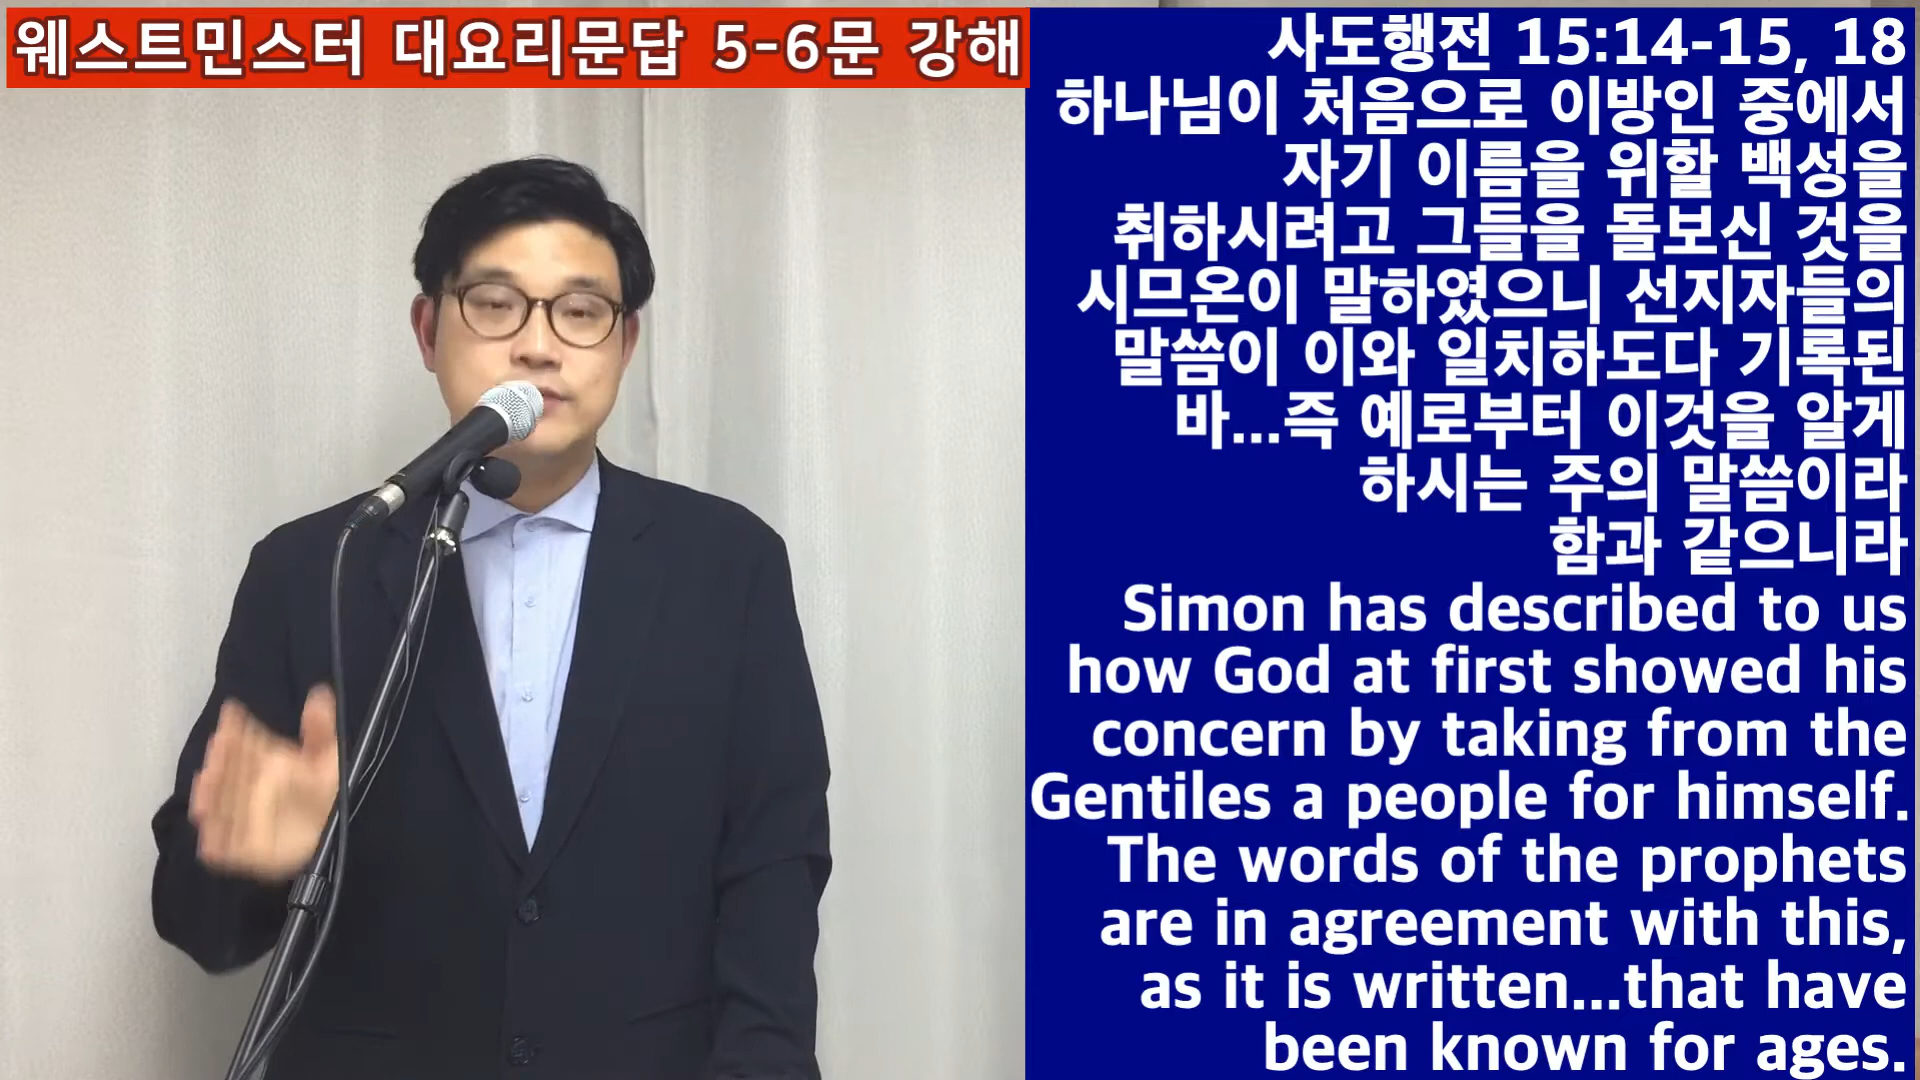 웨스트민스터 대요리문답 5-6문 강해
사도행전 15:14-15, 18
하나님이 처음으로 이방인 중에서
자기 이름을 위할 백성을
취하시려고 그들을 돌보신 것을
시므온이 말하였으니 선지자들의
말씀이 이와 일치하도다 기록된
바...즉 예로부터 이것을 알게
하시는 주의 말씀이라
함과 같으니라
Simon has described to us
how God at first showed his
concern by taking from the
Gentiles a people for himself.
The words of the prophets
are in agreement with this,
as it is written...that have
been known for ages.